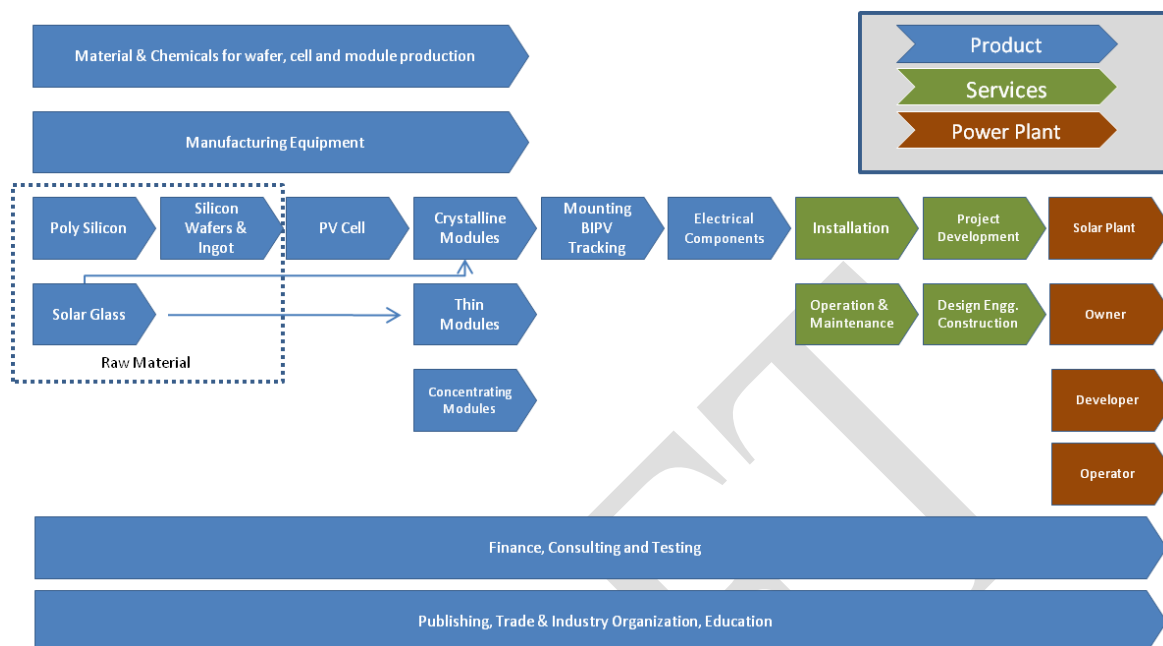 Material & Chemicals for wafer, cell and module production
Product
Services
Power Plant
Manufacturing Equipment
Poly Silicon
Silicon
Wafers &
Ingot
PV Cell
Crystalline
Modules
Mounting
BIPV
Tracking
Electrical
Components
Installation
Project
Development
Solar Plant
Solar Glass
Thin
Modules
Operation &
Maintenance
Design Engg.
Construction
Owner
Raw Material
Concentrating
Modules
Developer
Operator
Finance, Consulting and Testing
Publishing, Trade & Industry Organization, Education